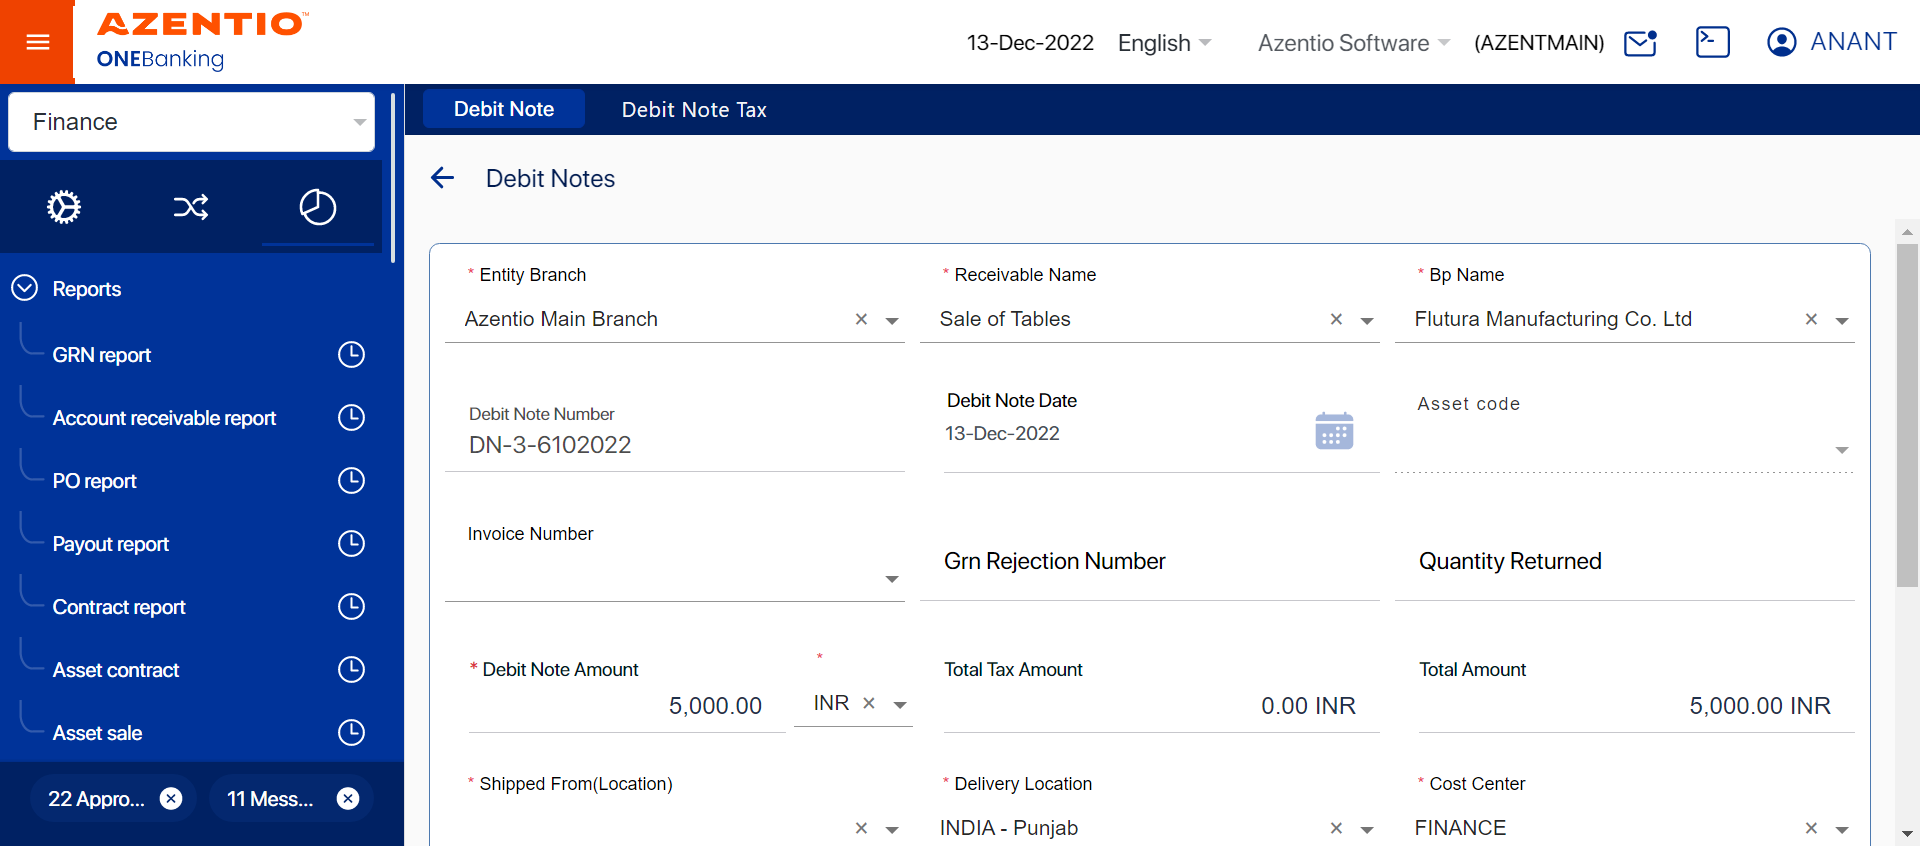 AZENTIO™
ONEBanking
13-Dec-2022
English
Azentio Software
(AZENTMAIN)
ANANT
Finance
Debit Note
Debit Note Tax
Debit Notes
Reports
GRN report
Account receivable report
PO report
Payout report
Contract report
Asset contract
Asset sale
22 Appro...
11 Mess...
* Entity Branch
Azentio Main Branch
* Receivable Name
Sale of Tables
* Bp Name
Flutura Manufacturing Co. Ltd
Debit Note Number
DN-3-6102022
Debit Note Date
13-Dec-2022
Asset code
Invoice Number
Grn Rejection Number
Quantity Returned
* Debit Note Amount
5,000.00
*
INR
Total Tax Amount
0.00 INR
Total Amount
5,000.00 INR
* Shipped From(Location)
* Delivery Location
INDIA - Punjab
* Cost Center
FINANCE